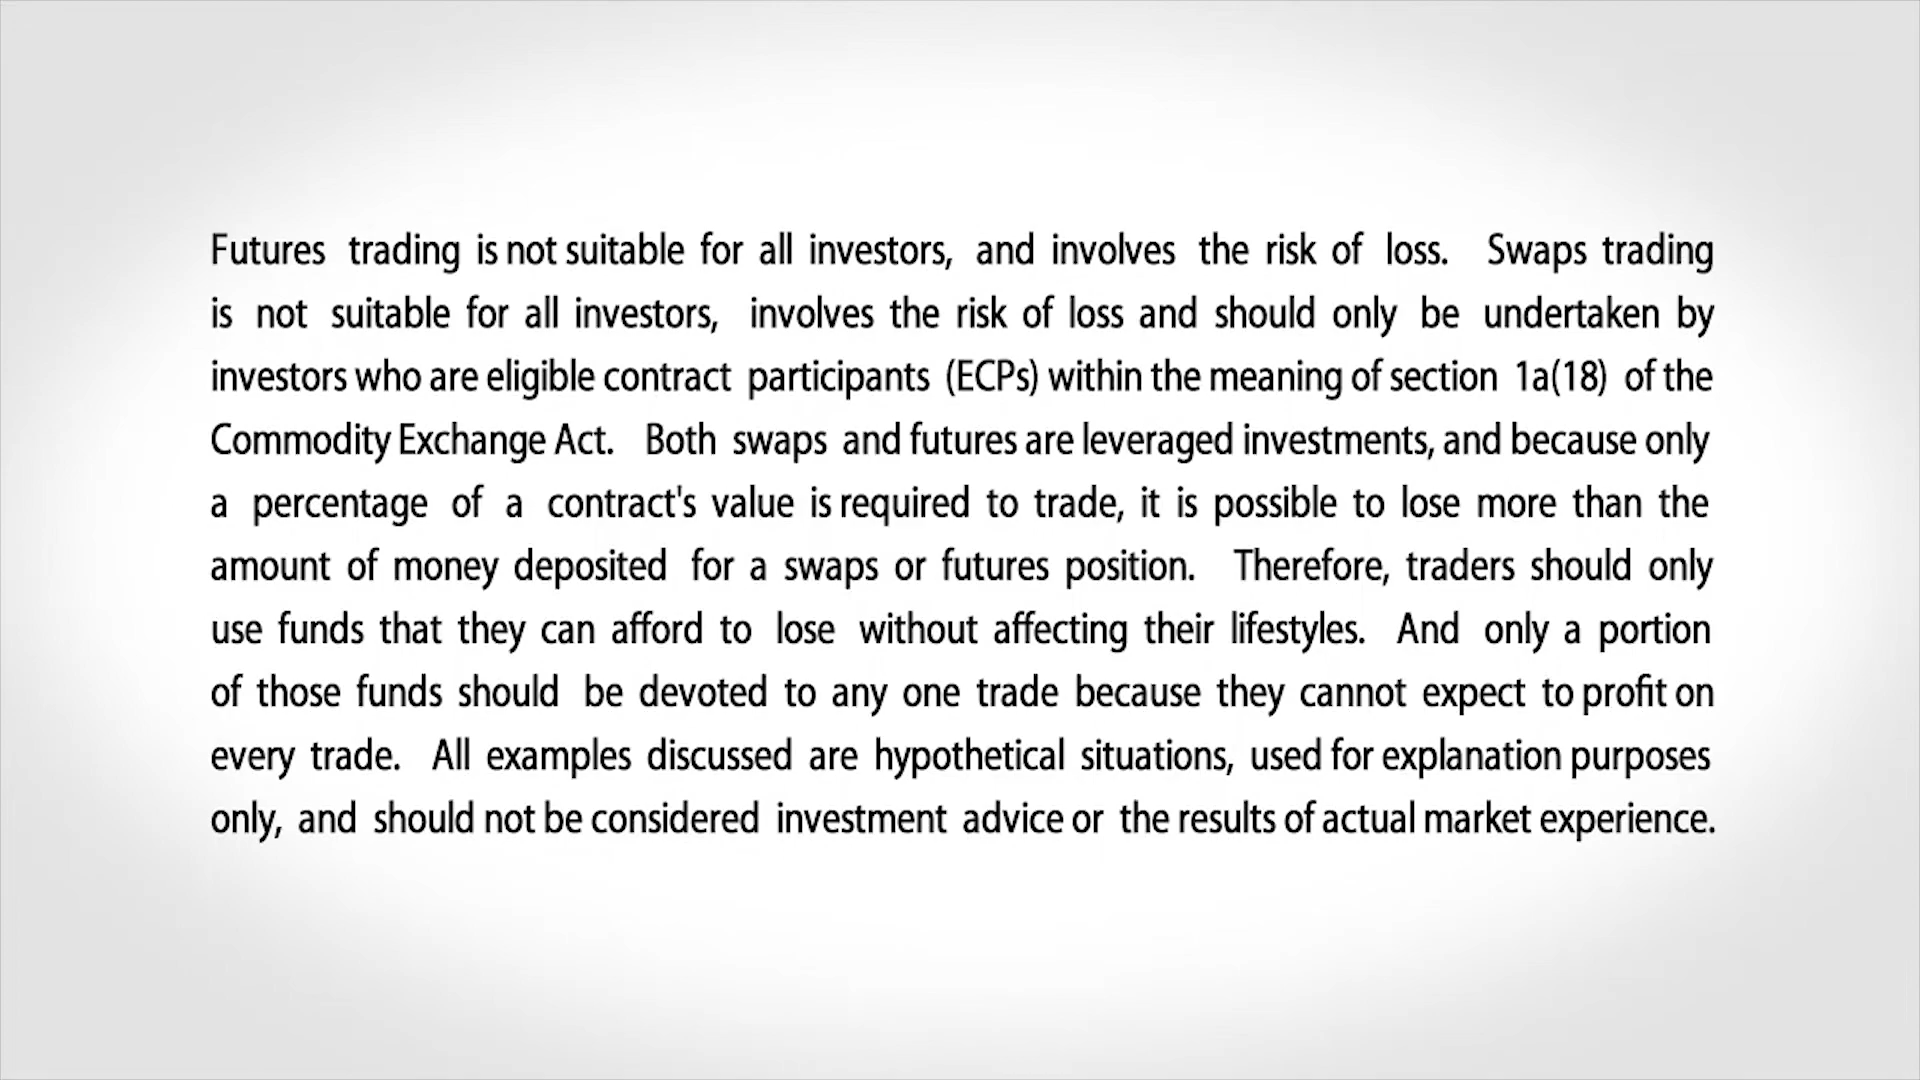 Futures trading is not suitable for all investors, and involves the risk of loss. Swaps trading
is not suitable for all investors, involves the risk of loss and should only be undertaken by
investors who are eligible contract participants (ECPs) within the meaning of section 1a(18) of the
Commodity Exchange Act. Both swaps and futures are leveraged investments, and because only
a percentage of a contract's value is required to trade, it is possible to lose more than the
amount of money deposited for a swaps or futures position. Therefore, traders should only
use funds that they can afford to lose without affecting their lifestyles. And only a portion
of those funds should be devoted to any one trade because they cannot expect to profit on
every trade. All examples discussed are hypothetical situations, used for explanation purposes
only, and should not be considered investment advice or the results of actual market experience.